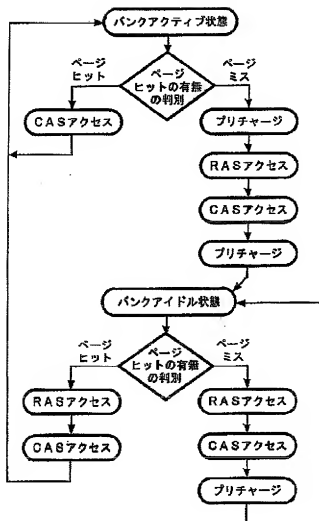 バンクアクティブ状態
ページ
ヒット
ページ
ヒットの有無
の判別
ページ
ミス
CASアクセス
プリチャージ
RASアクセス
CASアクセス
プリチャージ
バンクアイドル状態
ページ
ヒット
ページ
ヒットの有無
の判別
ページ
ミス
RASアクセス
RASアクセス
CASアクセス
CASアクセス
プリチャージ